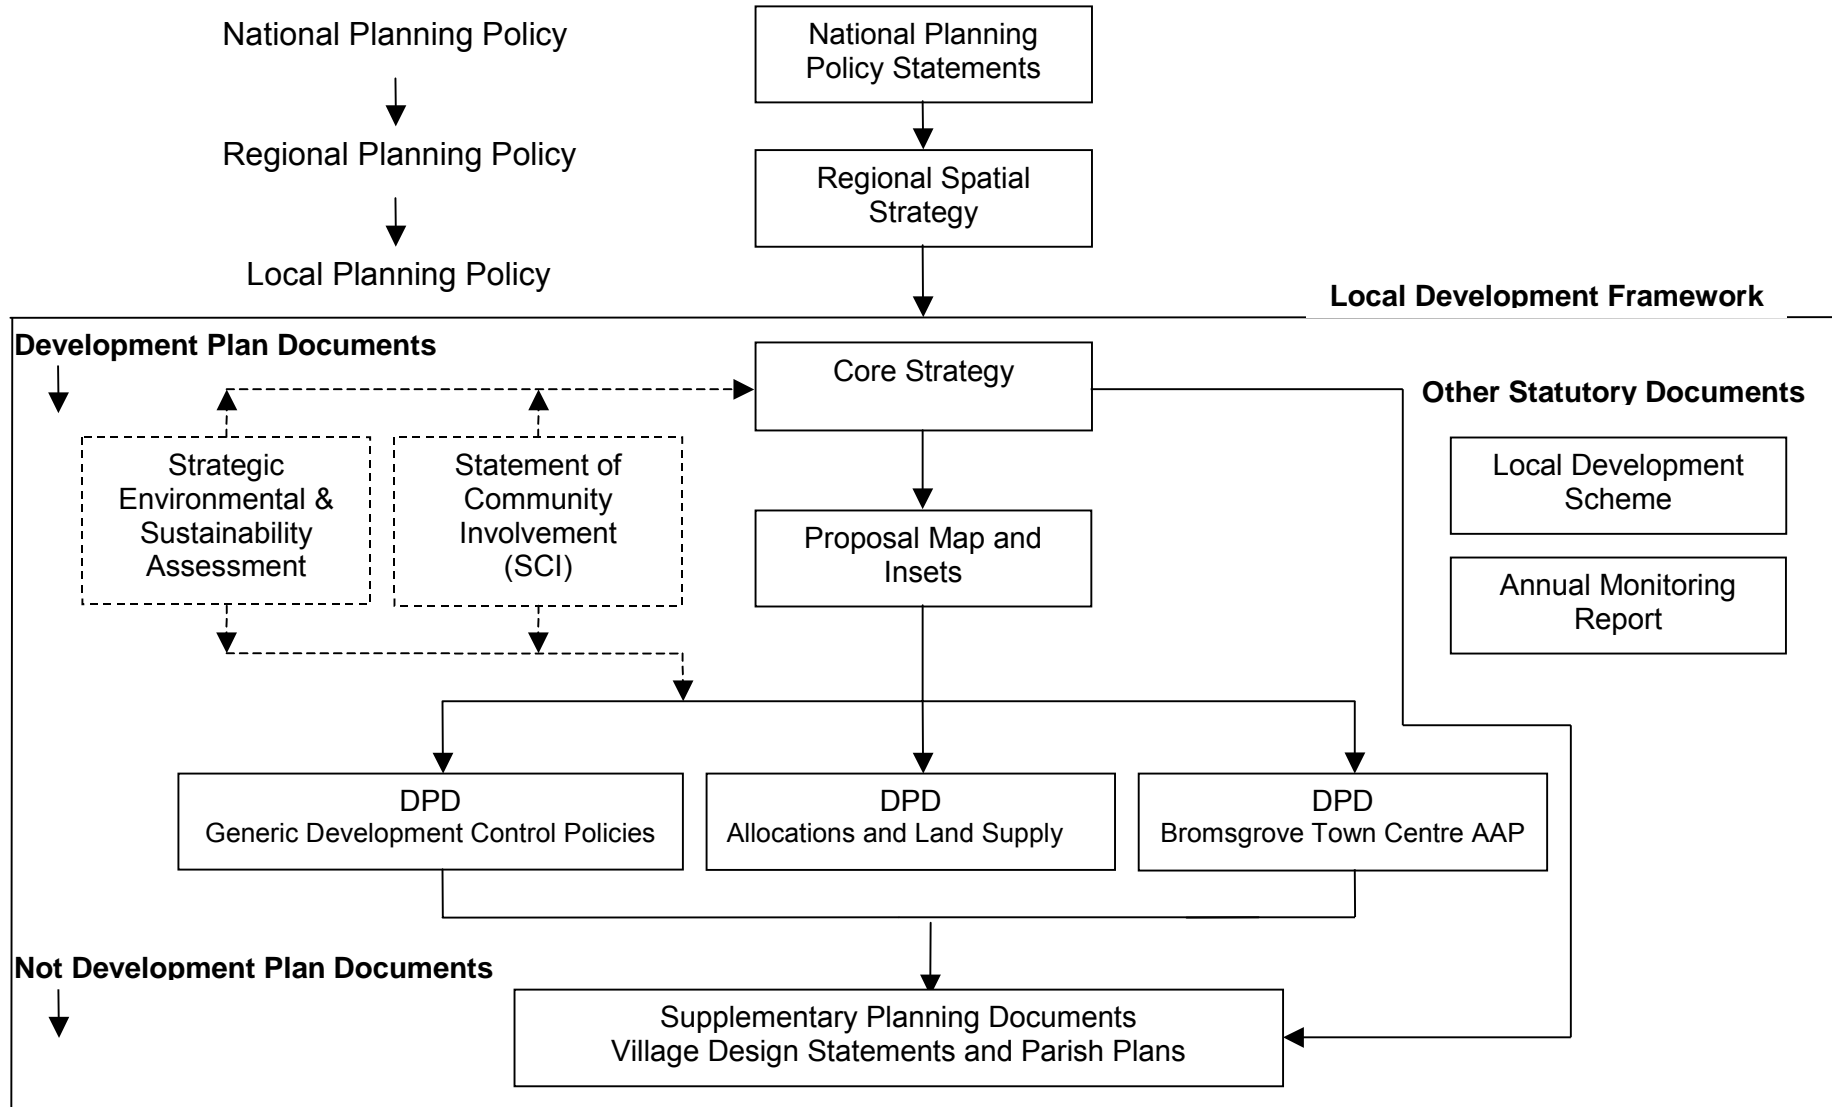 National Planning Policy
Regional Planning Policy
Local Planning Policy
National Planning
Policy Statements
Regional Spatial
Strategy
Local Development Framework
Development Plan Documents
Core Strategy
Other Statutory Documents
Strategic
Environmental &
Sustainability
Assessment
Statement of
Community
Involvement
(SCI)
Proposal Map and
Insets
Local Development
Scheme
Annual Monitoring
Report
DPD
Generic Development Control Policies
DPD
Allocations and Land Supply
DPD
Bromsgrove Town Centre AAP
Not Development Plan Documents
Supplementary Planning Documents
Village Design Statements and Parish Plans